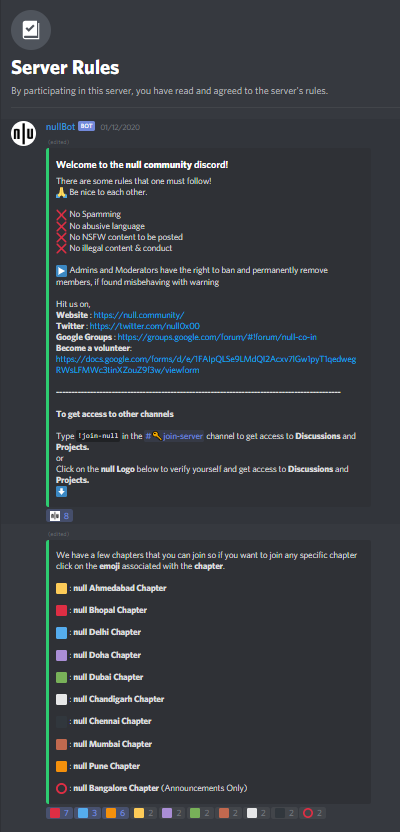 Server Rules
By participating in this server, you have read and agreed to the server's rules.
n|u
nullBot BOT 01/12/2020
(edited)
Welcome to the null community discord!
There are some rules that one must follow!
🙏 Be nice to each other.
❌ No Spamming
❌ No abusive language
❌ No NSFW content to be posted
❌ No illegal content & conduct
▶️ Admins and Moderators have the right to ban and permanently remove
members, if found misbehaving with warning
Hit us on,
Website : https://null.community/
Twitter : https://twitter.com/null0x00
Google Groups : https://groups.google.com/forum/#!forum/null-co-in
Become a volunteer:
https://docs.google.com/forms/d/e/1FAIpQLSe9LMdQI2Acxv7lGw1pyT1qedweg
RWsLFMWc3tinXZouZ9f3w/viewform
To get access to other channels
Type !join-null in the #🔑join-server channel to get access to Discussions and
Projects.
or
Click on the null Logo below to verify yourself and get access to Discussions and
Projects.
⬇️
n|u 8
(edited)
We have a few chapters that you can join so if you want to join any specific chapter
click on the emoji associated with the chapter.
🟨 : null Ahmedabad Chapter
🟥 : null Bhopal Chapter
🟦 : null Delhi Chapter
🟪 : null Doha Chapter
🟩 : null Dubai Chapter
⬜ : null Chandigarh Chapter
⬛ : null Chennai Chapter
🟫 : null Mumbai Chapter
🟧 : null Pune Chapter
⭕ : null Bangalore Chapter (Announcements Only)
🟥 7 🟦 3 🟧 6 🟨 2 🟪 2 🟩 2 🟫 2 ⬜ 2 ⬛ 2 ⭕ 2